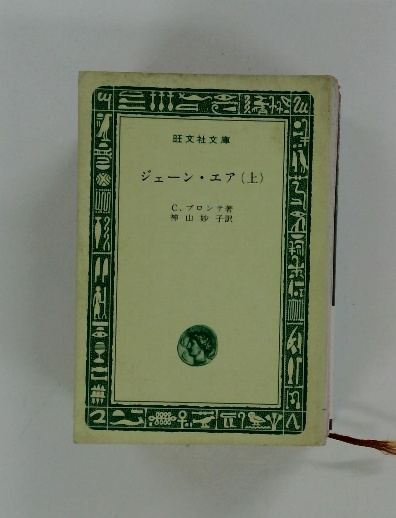 旺文社文庫
ジェーン・エア(上)
C.ブロンテ著
神山妙子訳